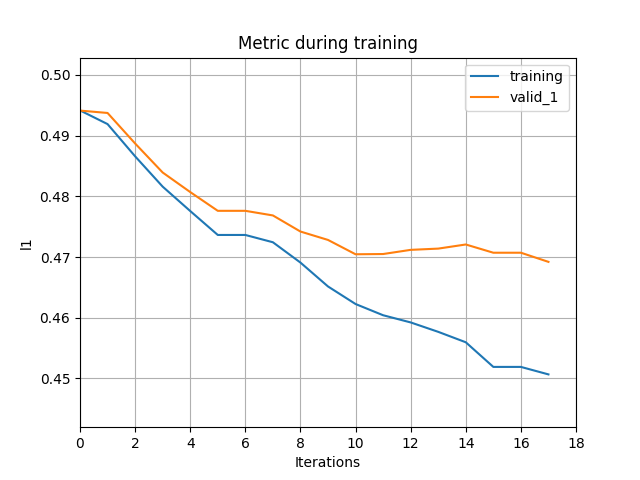 Metric during training
training
valid_1
0.50
0.49
0.48
0.47
0.46
0.45
l1
0 2 4 6 8 10 12 14 16 18
Iterations